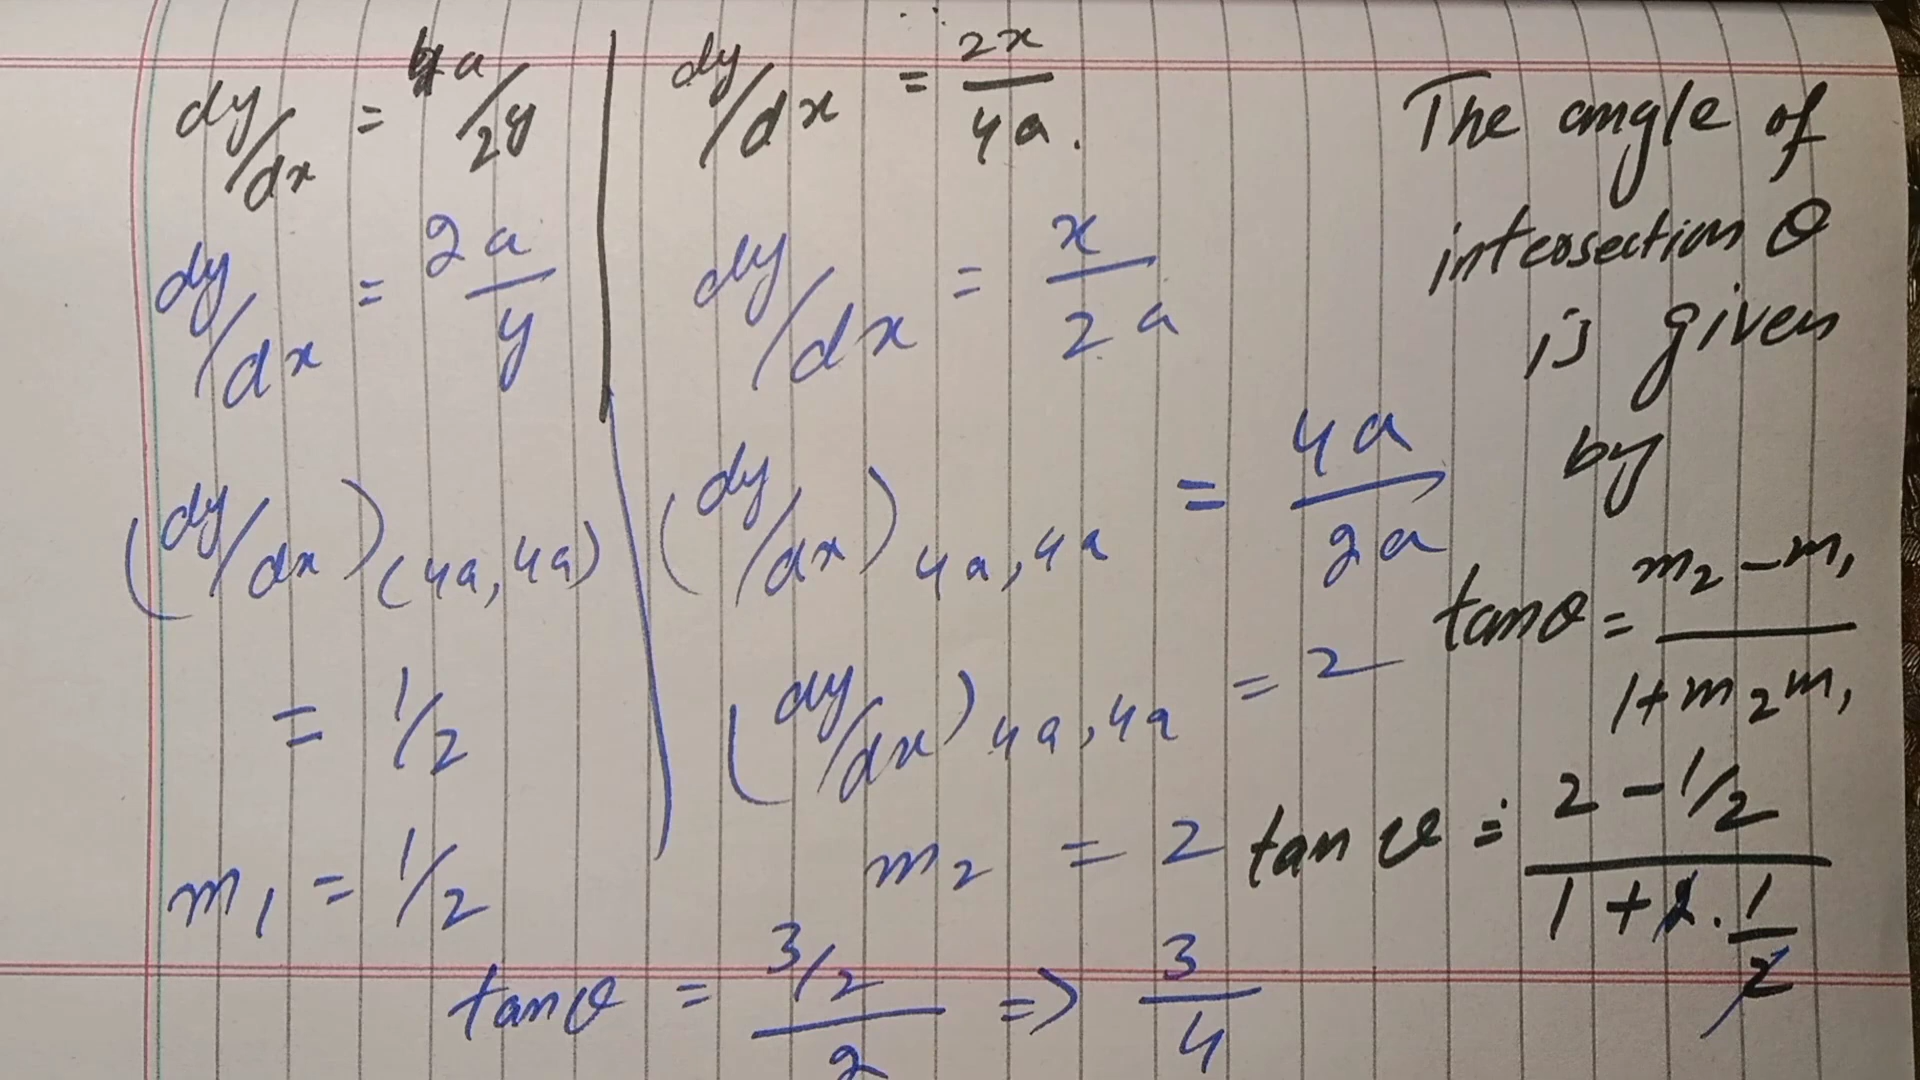 dy/dx = 4a/2y
dy/dx = 2a/y
(dy/dx)(4a,4a)
= 1/2
m1 = 1/2
dy/dx = 2x/4a.
dy/dx = x/2a
(dy/dx)4a,4a = 4a/2a
(dy/dx)4a,4a = 2
m2 = 2
The angle of
intersection θ
is given
by
tanθ = m2 - m1 / 1+m2m1
tan θ = 2 - 1/2 / 1 + 2 . 1/2
tanθ = 3/2 / 2 => 3/4